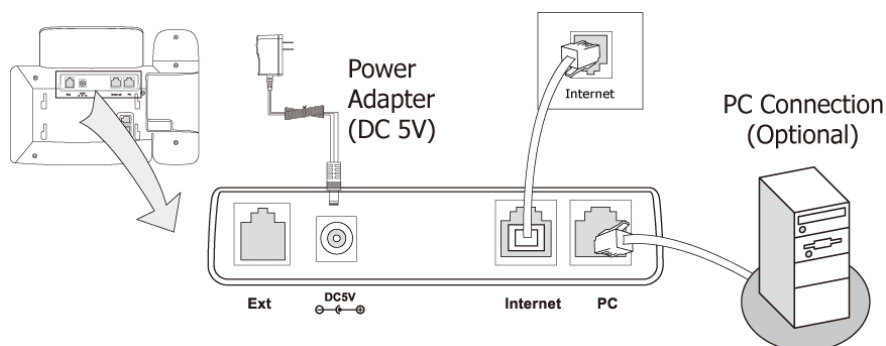 Power
Adapter
(DC 5V)
Internet
PC Connection
(Optional)
Ext
DC5V
Internet
PC